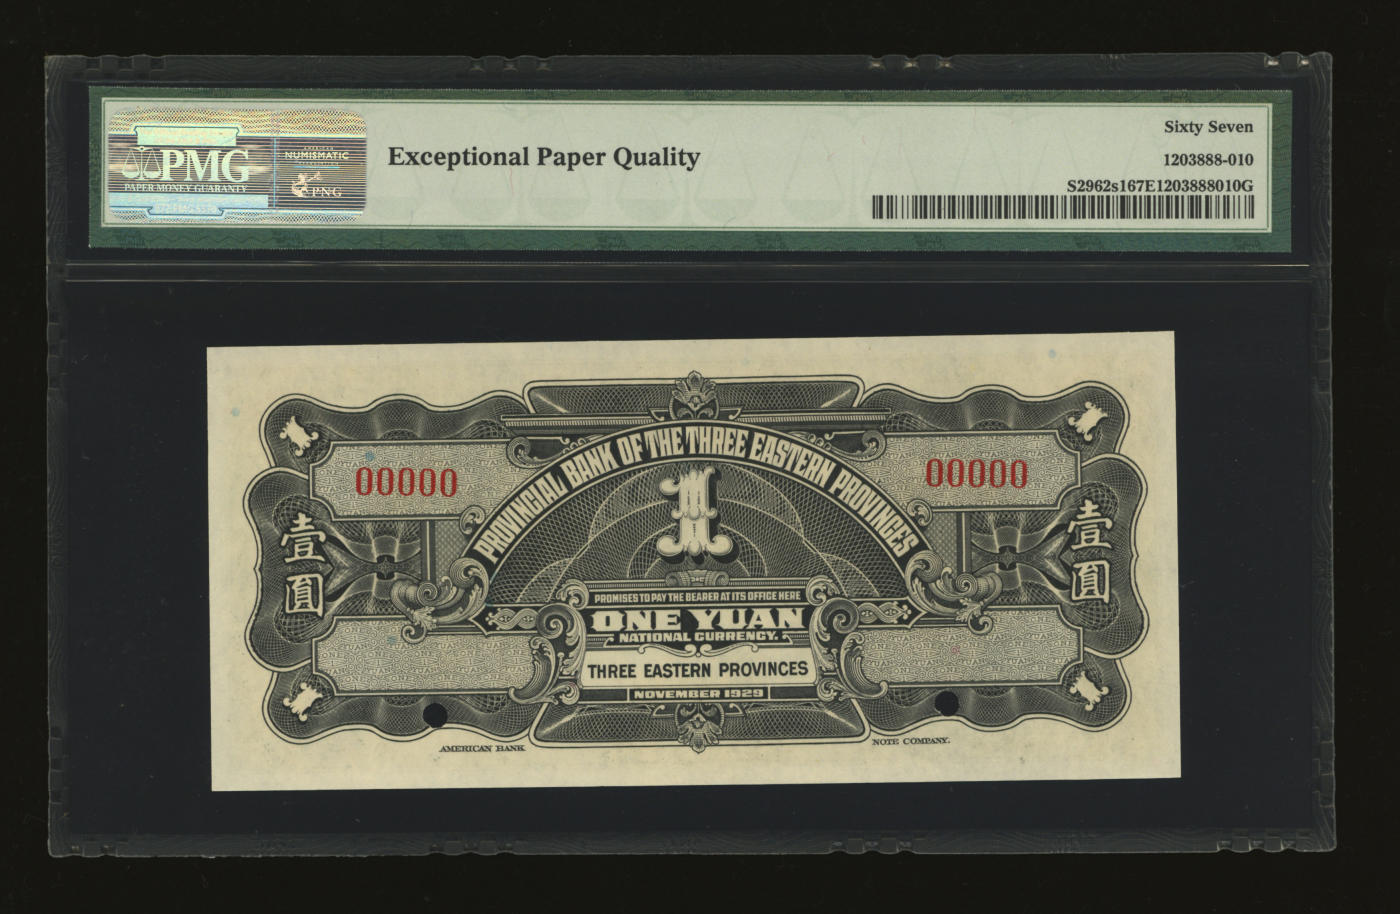 PMG
PAPER MONEY GUARANTY
NUMISMATIC
PNG
Exceptional Paper Quality
Sixty Seven
1203888-010
S2962s167E1203888010G
PROVINCIAL BANK OF THE THREE EASTERN PROVINCES
00000
00000
1
壹圓
壹圓
PROMISES TO PAY THE BEARER AT ITS OFFICE HERE
ONE YUAN
NATIONAL CURRENCY.
THREE EASTERN PROVINCES
NOVEMBER 1929
AMERICAN BANK NOTE COMPANY.